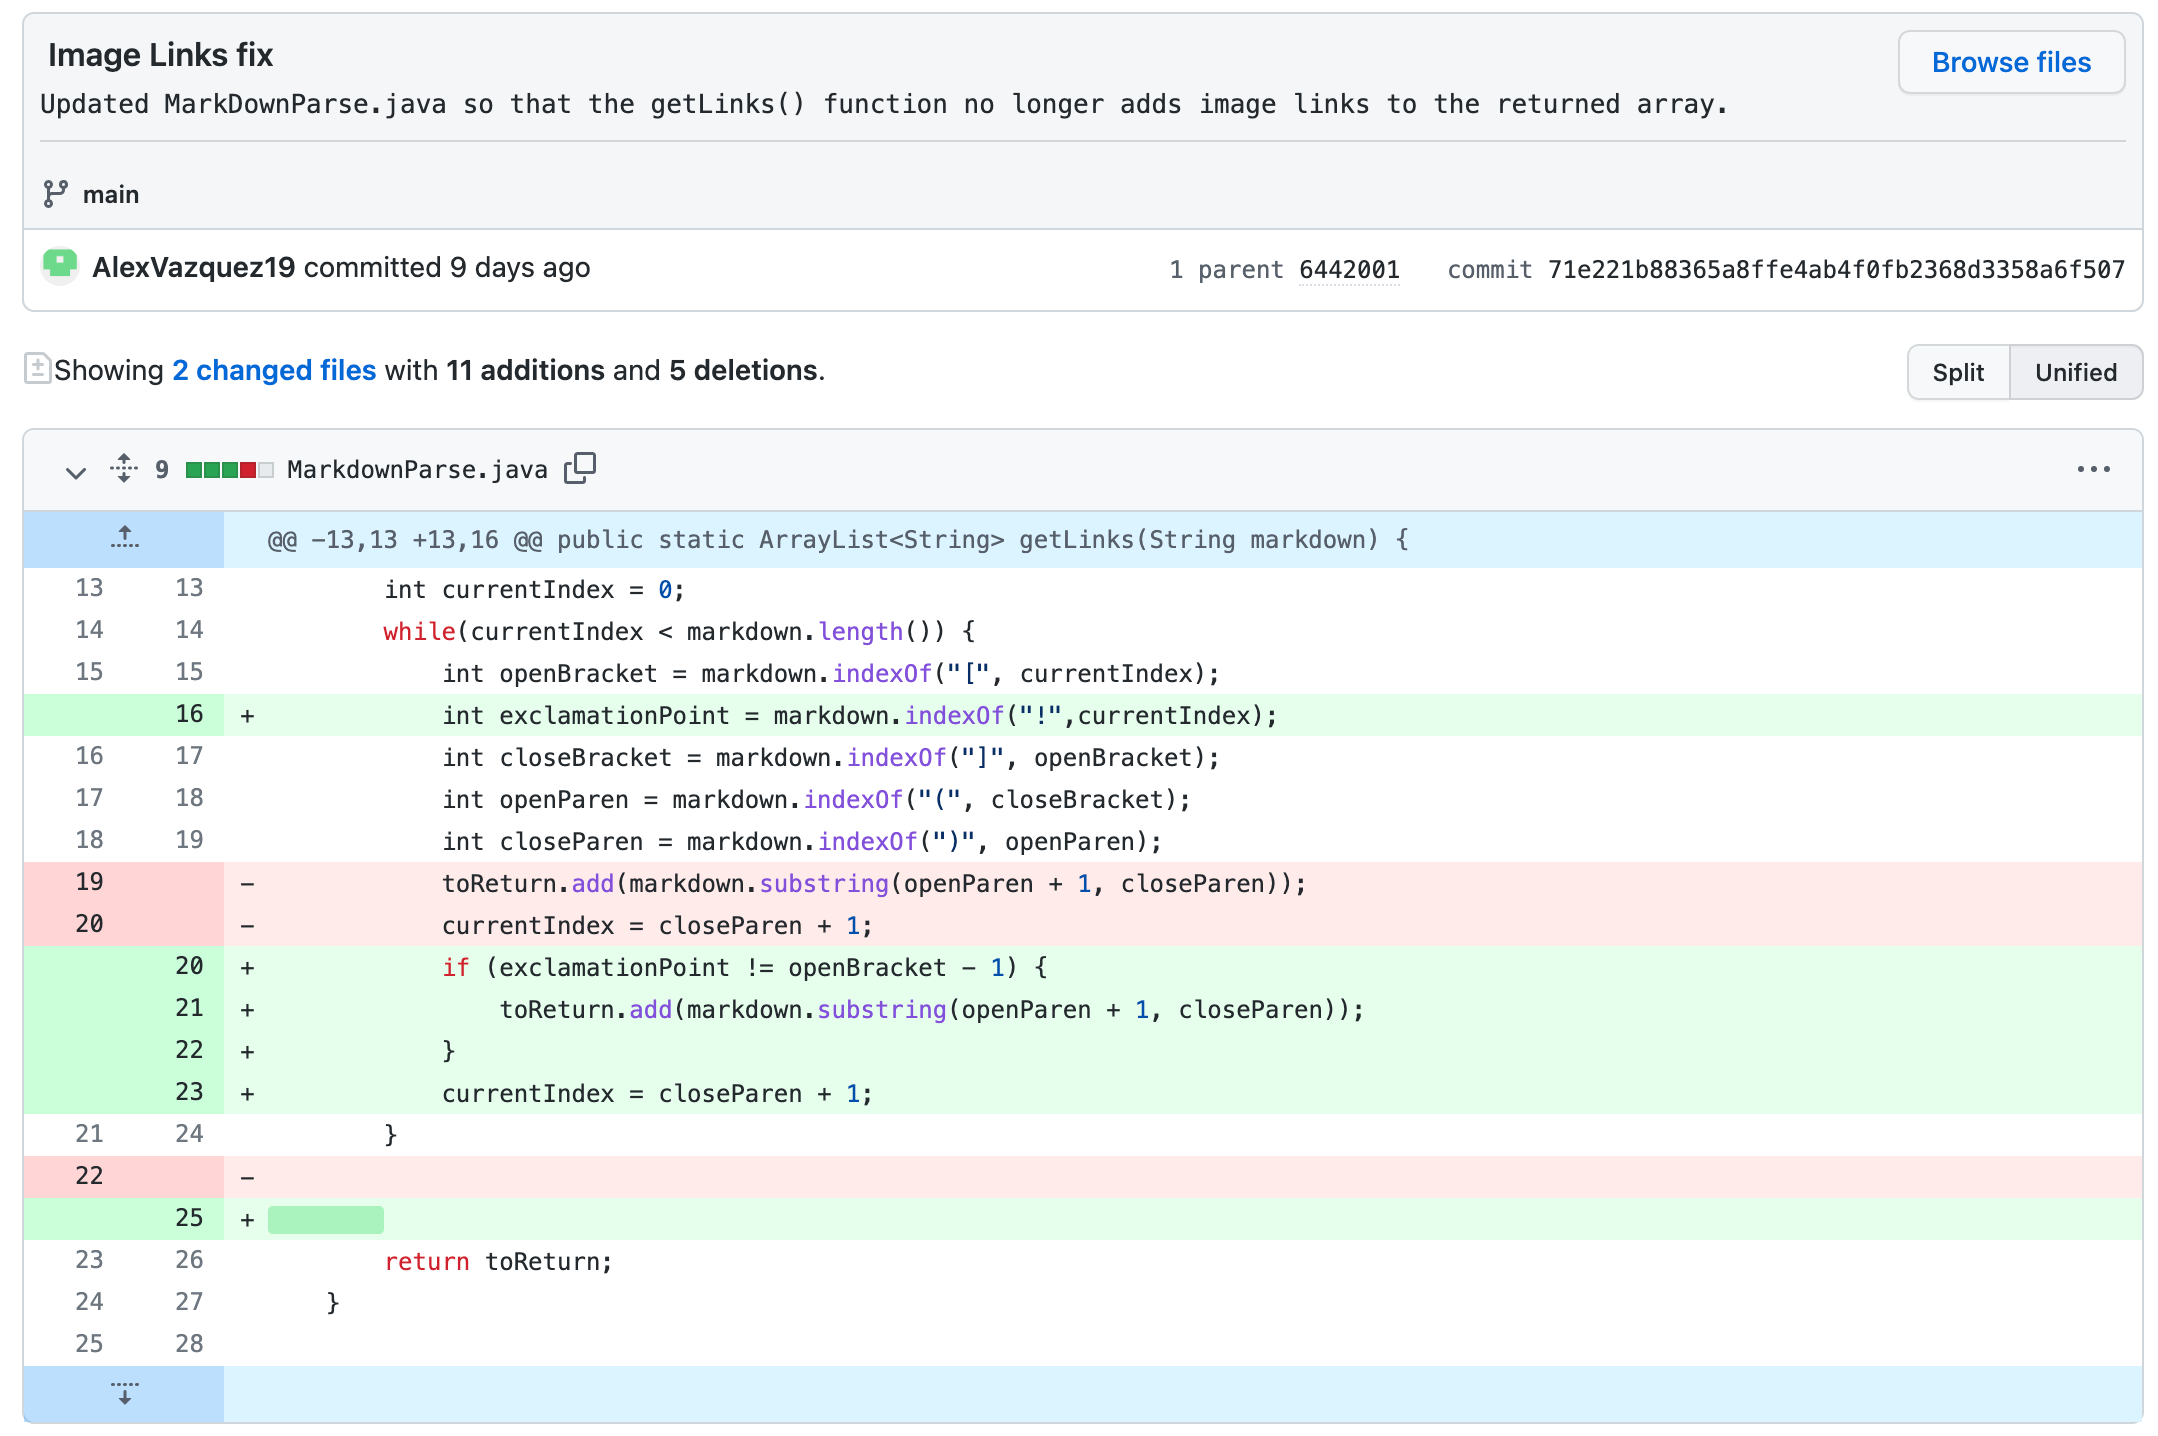 Image Links fix
Browse files
Updated MarkDownParse.java so that the getLinks() function no longer adds image links to the returned array.
main
AlexVazquez19 committed 9 days ago
1 parent 6442001 commit 71e221b88365a8ffe4ab4f0fb2368d3358a6f507
Showing 2 changed files with 11 additions and 5 deletions.
Split Unified
9 MarkdownParse.java
@@ -13,13 +13,16 @@ public static ArrayList<String> getLinks(String markdown) {
13 13 int currentIndex = 0;
14 14 while(currentIndex < markdown.length()) {
15 15 int openBracket = markdown.indexOf("[", currentIndex);
16 + int exclamationPoint = markdown.indexOf("!",currentIndex);
16 17 int closeBracket = markdown.indexOf("]", openBracket);
17 18 int openParen = markdown.indexOf("(", closeBracket);
18 19 int closeParen = markdown.indexOf(")", openParen);
19 - toReturn.add(markdown.substring(openParen + 1, closeParen));
20 - currentIndex = closeParen + 1;
20 + if (exclamationPoint != openBracket - 1) {
21 + toReturn.add(markdown.substring(openParen + 1, closeParen));
22 + }
23 + currentIndex = closeParen + 1;
21 24 }
22 -
25 +
23 26 return toReturn;
24 27 }
25 28